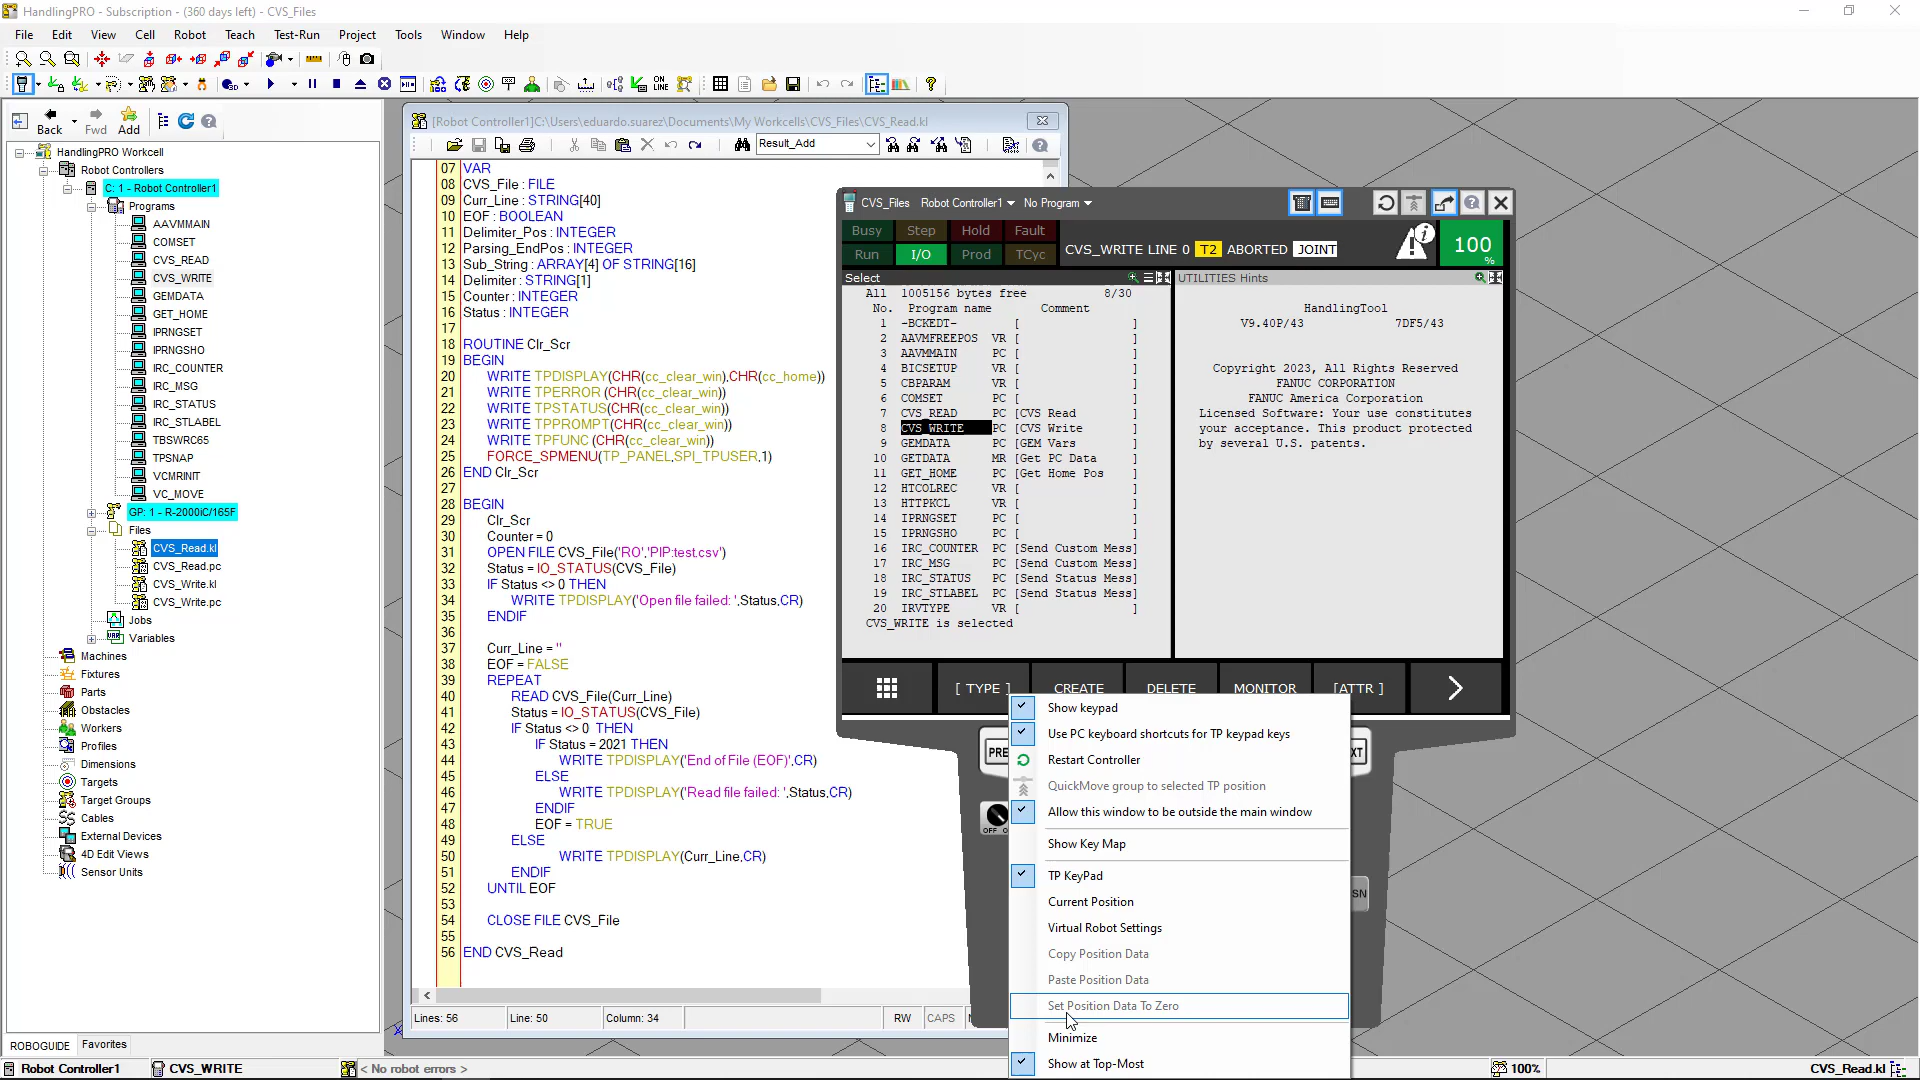 HandlingPRO - Subscription - (360 days left) - CVS_Files
File Edit View Cell Robot Teach Test-Run Project Tools Window Help
ON LINE
Back Fwd Add
HandlingPRO Workcell
Robot Controllers
C: 1 - Robot Controller1
Programs
AAVMMAIN
COMSET
CVS_READ
CVS_WRITE
GEMDATA
GET_HOME
IPRNGSET
IPRNGSHO
IRC_COUNTER
IRC_MSG
IRC_STATUS
IRC_STLABEL
TBSWRC65
TPSNAP
VCMRINIT
VC_MOVE
GP: 1 - R-2000iC/165F
Files
CVS_Read.kl
CVS_Read.pc
CVS_Write.kl
CVS_Write.pc
Jobs
Variables
Machines
Fixtures
Parts
Obstacles
Workers
Profiles
Dimensions
Targets
Target Groups
Cables
External Devices
4D Edit Views
Sensor Units
ROBOGUIDE Favorites
[Robot Controller1]C:\Users\eduardo.suarez\Documents\My Workcells\CVS_Files\CVS_Read.kl
Result_Add
07 VAR
08 CVS_File : FILE
09 Curr_Line : STRING[40]
10 EOF : BOOLEAN
11 Delimiter_Pos : INTEGER
12 Parsing_EndPos : INTEGER
13 Sub_String : ARRAY[4] OF STRING[16]
14 Delimiter : STRING[1]
15 Counter : INTEGER
16 Status : INTEGER
17
18 ROUTINE Clr_Scr
19 BEGIN
20 WRITE TPDISPLAY(CHR(cc_clear_win),CHR(cc_home))
21 WRITE TPERROR (CHR(cc_clear_win))
22 WRITE TPSTATUS(CHR(cc_clear_win))
23 WRITE TPPROMPT(CHR(cc_clear_win))
24 WRITE TPFUNC (CHR(cc_clear_win))
25 FORCE_SPMENU(TP_PANEL,SPI_TPUSER,1)
26 END Clr_Scr
27
28 BEGIN
29 Clr_Scr
30 Counter = 0
31 OPEN FILE CVS_File('RO','PIP:test.csv')
32 Status = IO_STATUS(CVS_File)
33 IF Status <> 0 THEN
34 WRITE TPDISPLAY('Open file failed: ',Status,CR)
35 ENDIF
36
37 Curr_Line = ''
38 EOF = FALSE
39 REPEAT
40 READ CVS_File(Curr_Line)
41 Status = IO_STATUS(CVS_File)
42 IF Status <> 0 THEN
43 IF Status = 2021 THEN
44 WRITE TPDISPLAY('End of File (EOF)',CR)
45 ELSE
46 WRITE TPDISPLAY('Read file failed: ',Status,CR)
47 ENDIF
48 EOF = TRUE
49 ELSE
50 WRITE TPDISPLAY(Curr_Line,CR)
51 ENDIF
52 UNTIL EOF
53
54 CLOSE FILE CVS_File
55
56 END CVS_Read
Lines: 56 Line: 50 Column: 34 RW CAPS
CVS_Files Robot Controller1 No Program
Busy Step Hold Fault
Run I/O Prod TCyc
CVS_WRITE LINE 0 T2 ABORTED JOINT
100 %
Select
All 1005156 bytes free 8/30
No. Program name Comment
1 -BCKEDT- [ ]
2 AAVMFREEPOS VR [ ]
3 AAVMMAIN PC [ ]
4 BICSETUP VR [ ]
5 CBPARAM VR [ ]
6 COMSET PC [ ]
7 CVS_READ PC [CVS Read ]
8 CVS_WRITE PC [CVS Write ]
9 GEMDATA PC [GEM Vars ]
10 GETDATA MR [Get PC Data ]
11 GET_HOME PC [Get Home Pos ]
12 HTCOLREC VR [ ]
13 HTTPKCL VR [ ]
14 IPRNGSET PC [ ]
15 IPRNGSHO PC [ ]
16 IRC_COUNTER PC [Send Custom Mess]
17 IRC_MSG PC [Send Custom Mess]
18 IRC_STATUS PC [Send Status Mess]
19 IRC_STLABEL PC [Send Status Mess]
20 IRVTYPE VR [ ]
CVS_WRITE is selected
UTILITIES Hints
HandlingTool
V9.40P/43 7DF5/43
Copyright 2023, All Rights Reserved
FANUC CORPORATION
FANUC America Corporation
Licensed Software: Your use constitutes
your acceptance. This product protected
by several U.S. patents.
[ TYPE ] CREATE DELETE MONITOR [ATTR ]
PRE
XT
OFF
Show keypad
Use PC keyboard shortcuts for TP keypad keys
Restart Controller
QuickMove group to selected TP position
Allow this window to be outside the main window
Show Key Map
TP KeyPad
Current Position
Virtual Robot Settings
Copy Position Data
Paste Position Data
Set Position Data To Zero
Minimize
Show at Top-Most
Robot Controller1 CVS_WRITE < No robot errors > 100% CVS_Read.kl